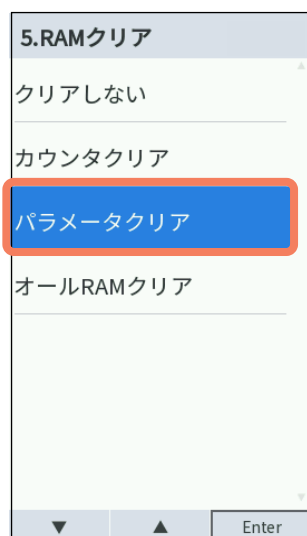 5.RAMクリア
クリアしない
カウンタクリア
パラメータクリア
オールRAMクリア
▼ ▲ Enter